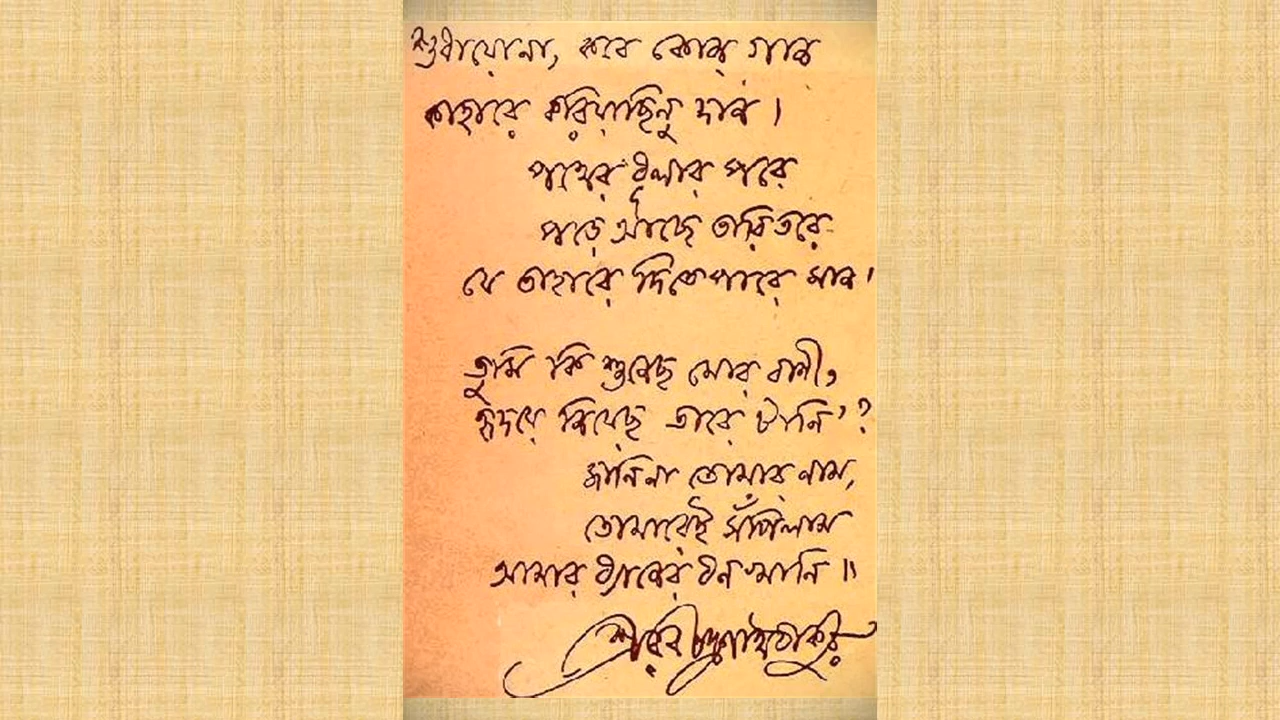 শুধায়োনা, কবে কোন্ গান
কাহারে করিয়াছিনু দান।
পথের ধূলার পরে
পড়ে আছে তারি তরে
যে তাহারে দিতে পারে মান।
তুমি কি শুনেছ মোর বাণী,
হৃদয়ে নিয়েছ তারে টানি'?
জানিনা তোমার নাম,
তোমারেই সঁপিলাম
আমার ধ্যানের ধনখানি॥
শ্রীরবীন্দ্রনাথ ঠাকুর